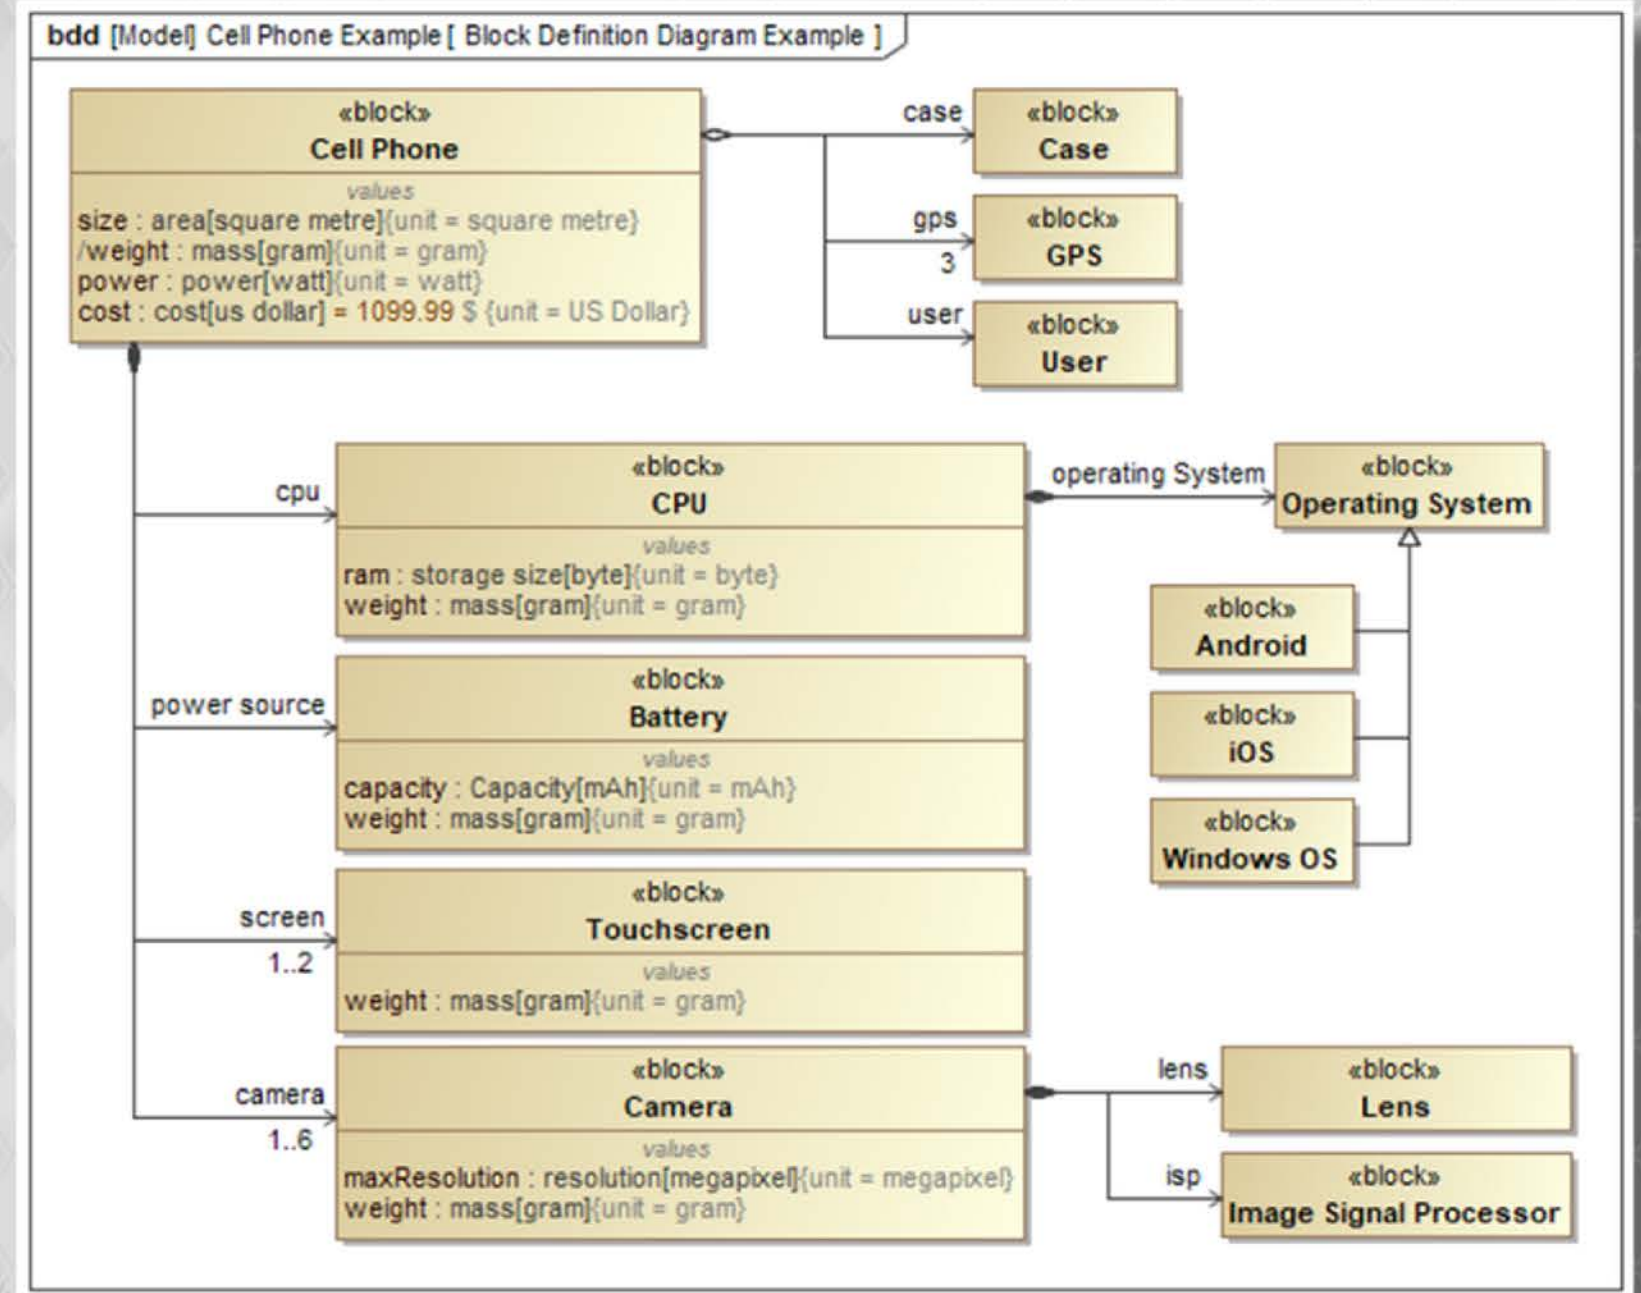 bdd [Model] Cell Phone Example [ Block Definition Diagram Example ]
«block»
Cell Phone
values
size : area[square metre]{unit = square metre}
/weight : mass[gram]{unit = gram}
power : power[watt]{unit = watt}
cost : cost[us dollar] = 1099.99 $ {unit = US Dollar}
case
«block»
Case
gps
3
«block»
GPS
user
«block»
User
cpu
«block»
CPU
values
ram : storage size[byte]{unit = byte}
weight : mass[gram]{unit = gram}
operating System
«block»
Operating System
«block»
Android
«block»
iOS
«block»
Windows OS
power source
«block»
Battery
values
capacity : Capacity[mAh]{unit = mAh}
weight : mass[gram]{unit = gram}
screen
1..2
«block»
Touchscreen
values
weight : mass[gram]{unit = gram}
camera
1..6
«block»
Camera
values
maxResolution : resolution[megapixel]{unit = megapixel}
weight : mass[gram]{unit = gram}
lens
«block»
Lens
isp
«block»
Image Signal Processor